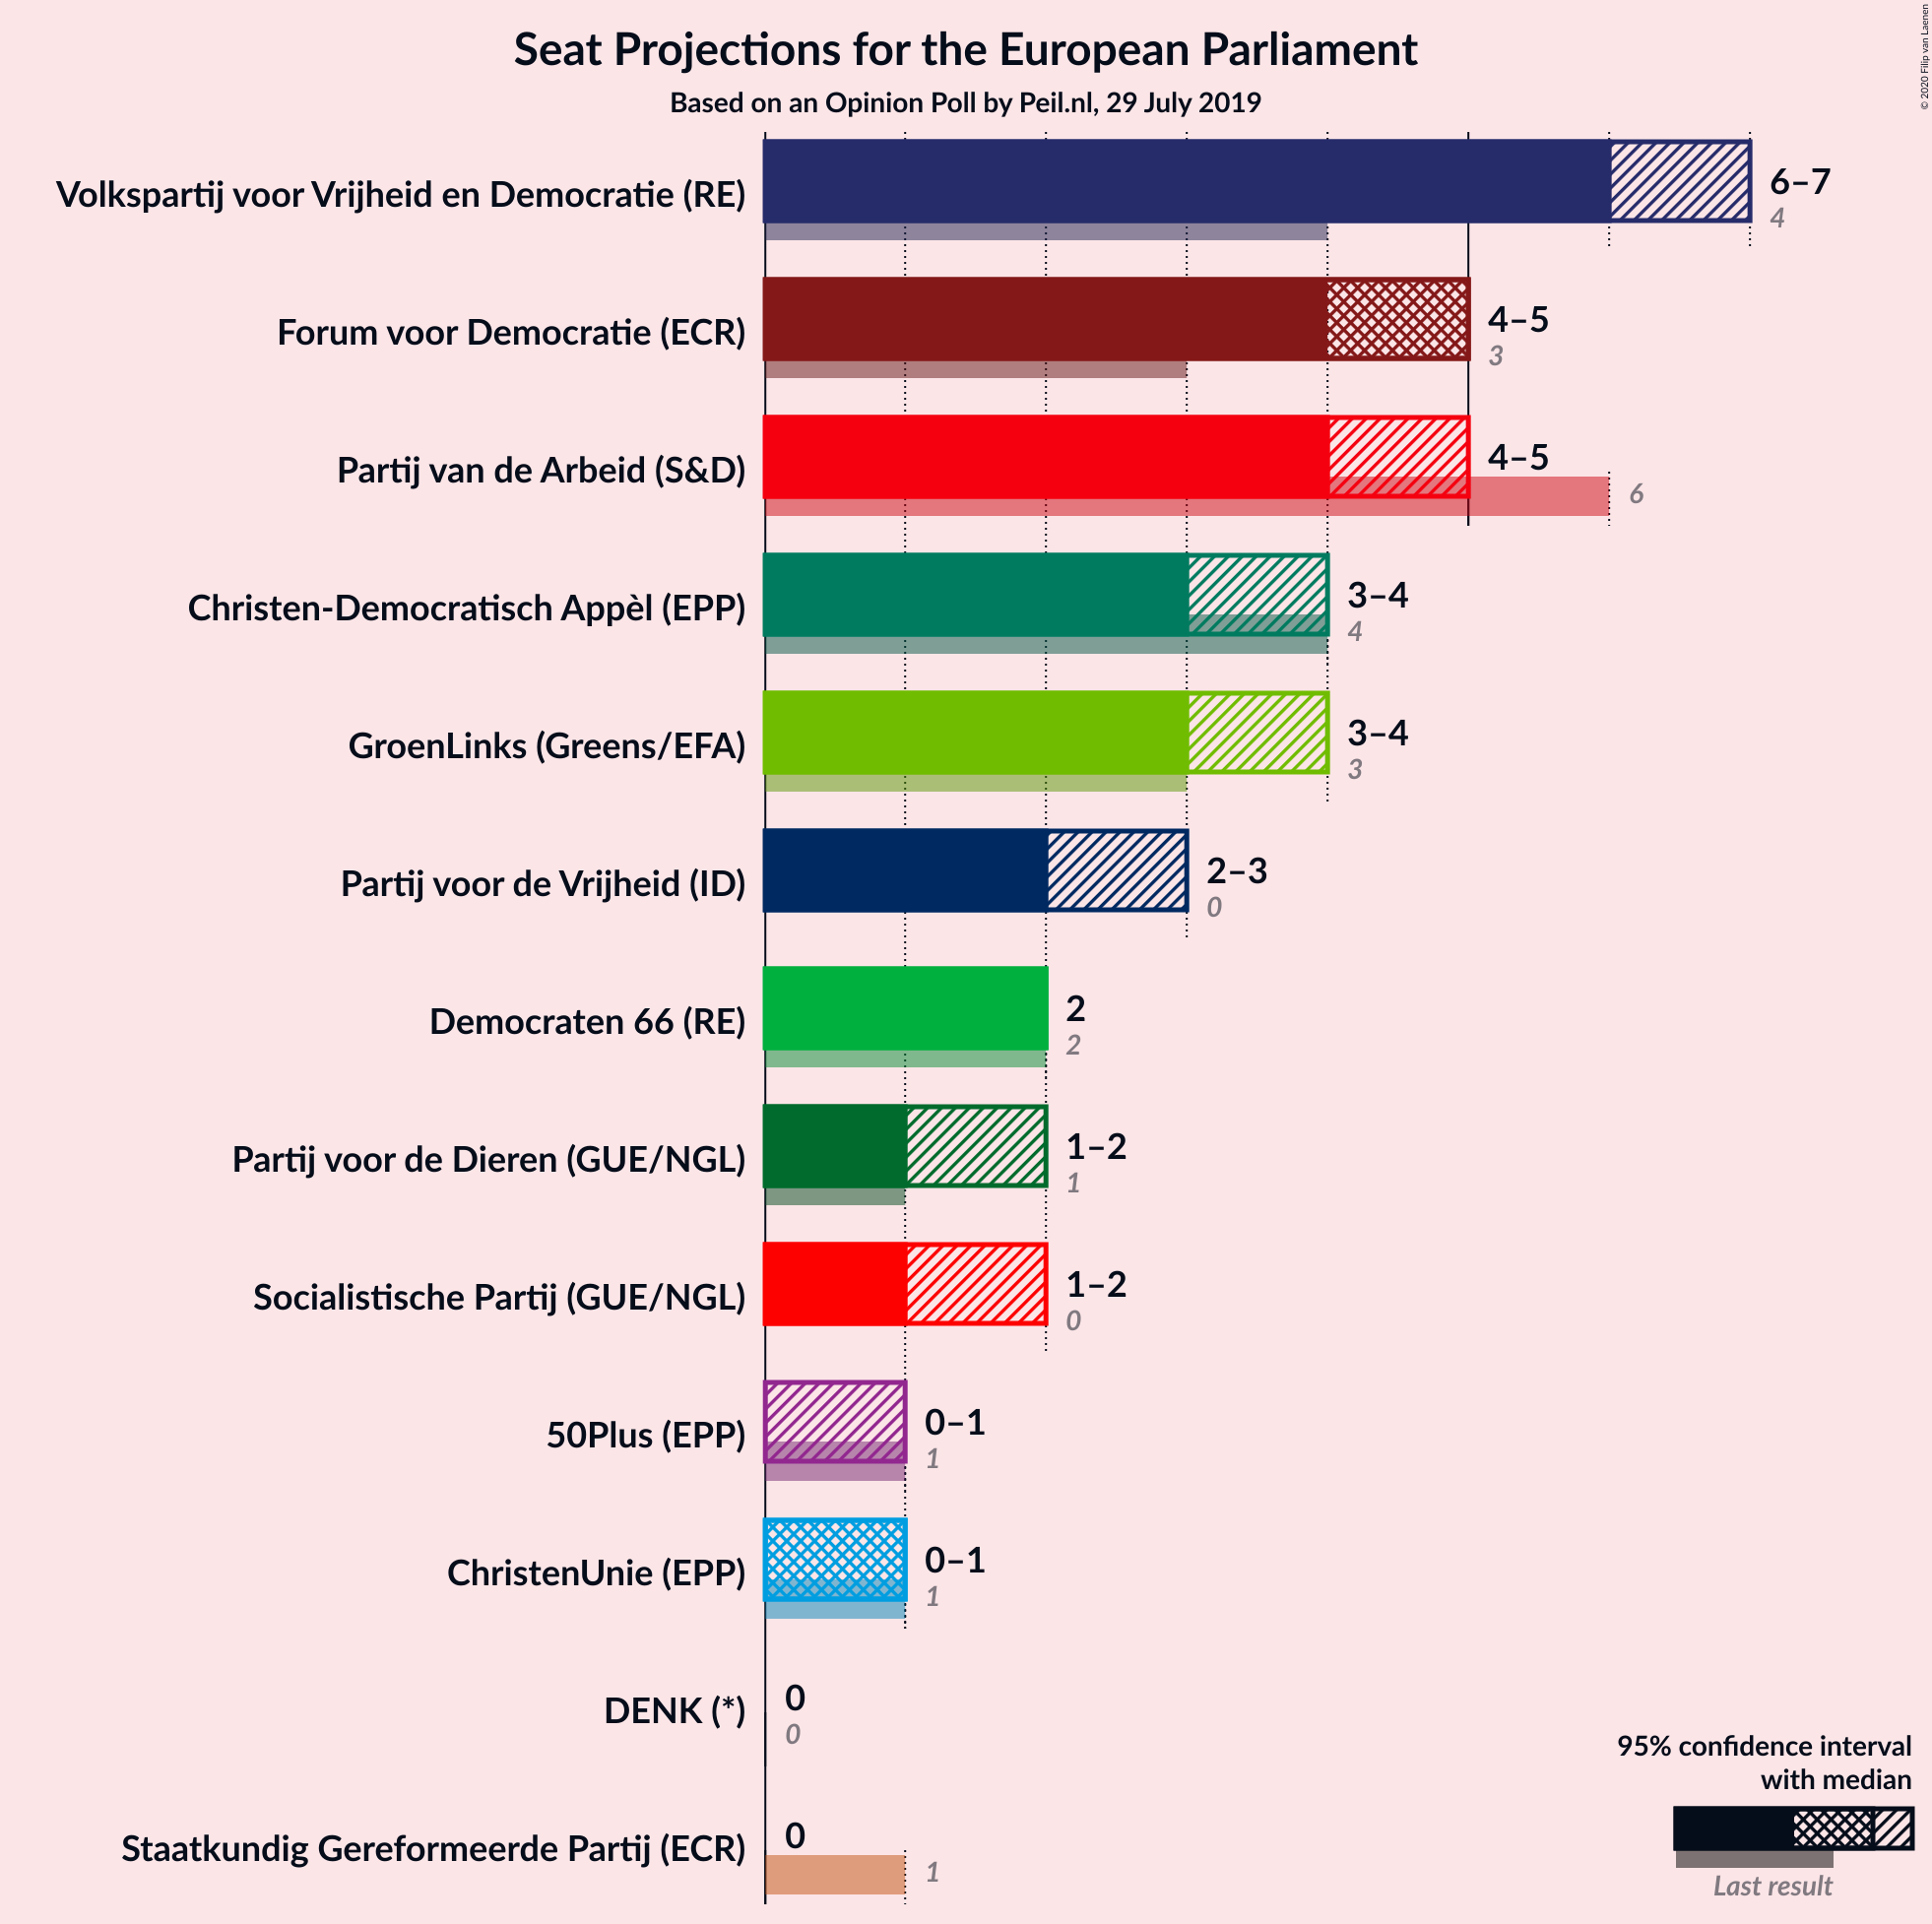 Seat Projections for the European Parliament
Based on an Opinion Poll by Peil.nl, 29 July 2019
© 2020 Filip van Laenen
Volkspartij voor Vrijheid en Democratie (RE)
6–7
4
Forum voor Democratie (ECR)
4–5
3
Partij van de Arbeid (S&D)
4–5
6
Christen-Democratisch Appèl (EPP)
3–4
4
GroenLinks (Greens/EFA)
3–4
3
Partij voor de Vrijheid (ID)
2–3
0
Democraten 66 (RE)
2
2
Partij voor de Dieren (GUE/NGL)
1–2
1
Socialistische Partij (GUE/NGL)
1–2
0
50Plus (EPP)
0–1
1
ChristenUnie (EPP)
0–1
1
DENK (*)
0
0
Staatkundig Gereformeerde Partij (ECR)
0
1
95% confidence interval
with median
Last result